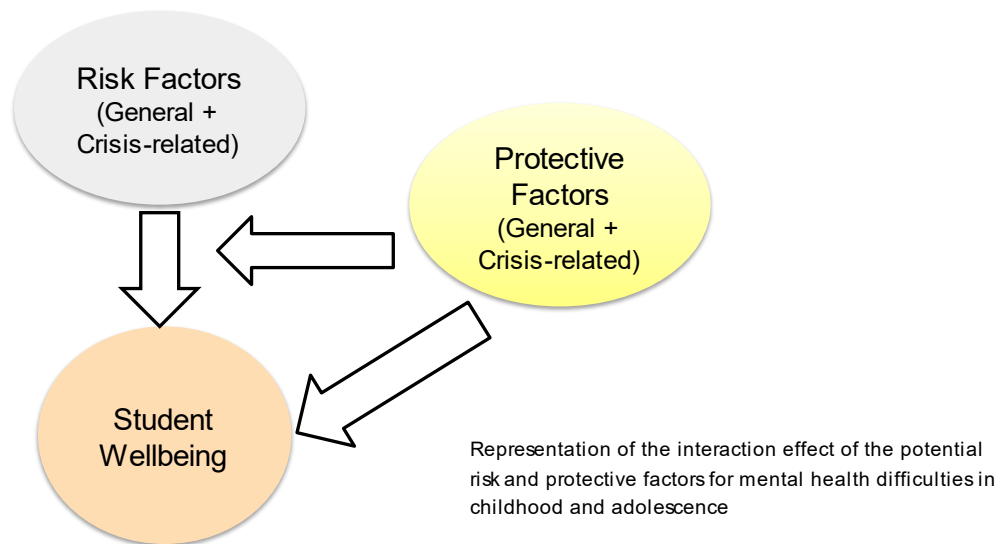 Risk Factors
(General +
Crisis-related)
Protective
Factors
(General +
Crisis-related)
Student
Wellbeing
Representation of the interaction effect of the potential
risk and protective factors for mental health difficulties in
childhood and adolescence